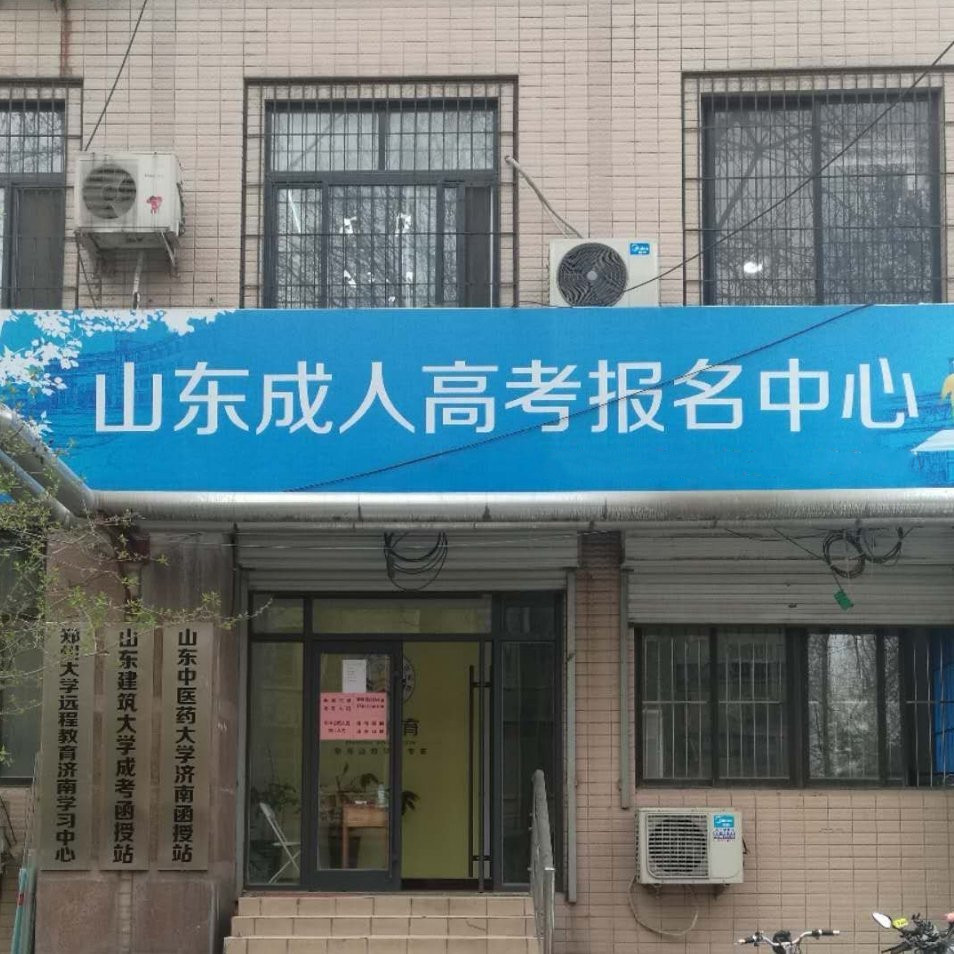 山东成人高考报名中心
山东中医药大学济南函授站
山东建筑大学成考函授站
郑州大学远程教育济南学习中心
育
Midea